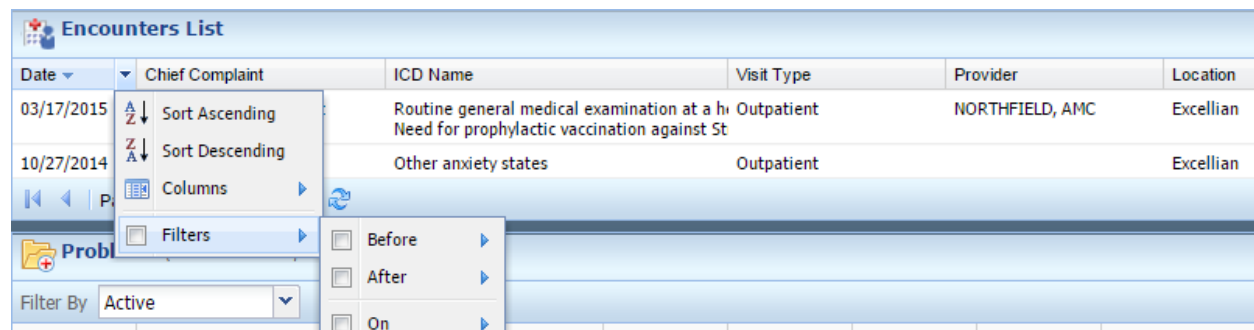 Encounters List
Date Chief Complaint ICD Name Visit Type Provider Location
03/17/2015 Routine general medical examination at a h Outpatient NORTHFIELD, AMC Excellian
Need for prophylactic vaccination against St
10/27/2014 Other anxiety states Outpatient Excellian
Sort Ascending
Sort Descending
Columns
Filters
Before
After
On
Probl
Filter By Active